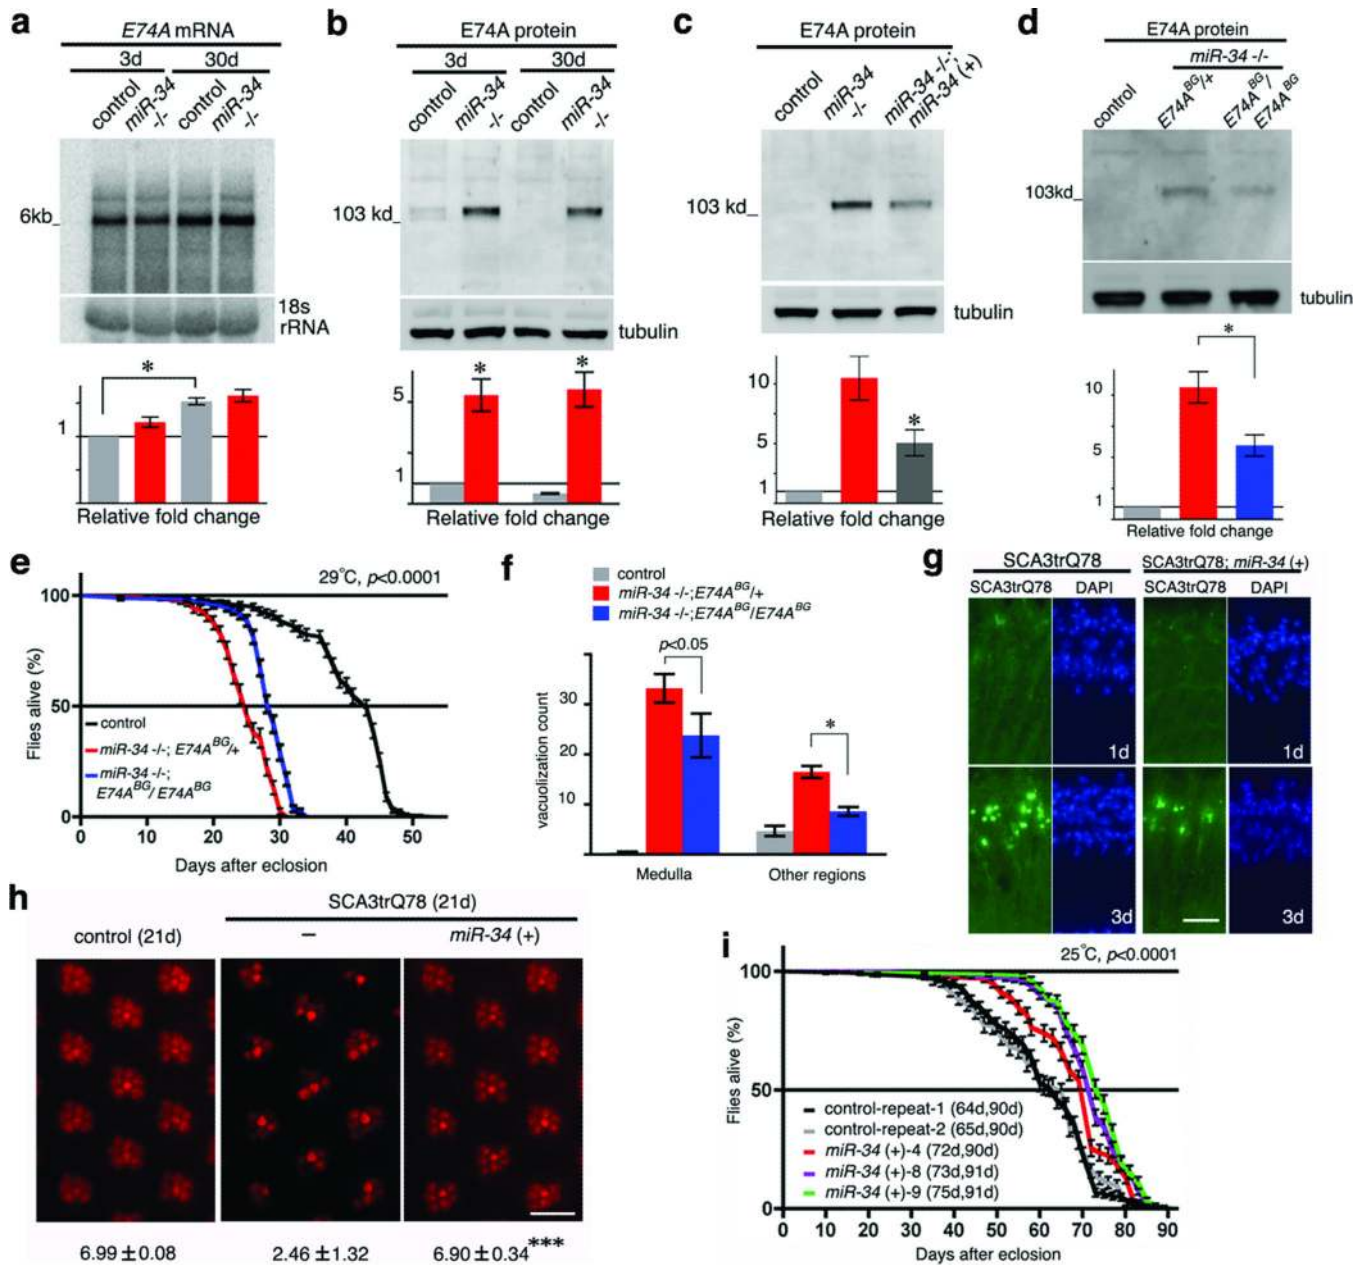 a
E74A mRNA
3d 30d
control miR-34 -/- control miR-34 -/-
6kb_
18s
rRNA
*
1
Relative fold change
b
E74A protein
3d 30d
control miR-34 -/- control miR-34 -/-
103 kd_
tubulin
* *
5
1
Relative fold change
c
E74A protein
control miR-34 -/- miR-34 -/-; miR-34 (+)
103 kd_
tubulin
10
*
5
1
Relative fold change
d
E74A protein
miR-34 -/-
control E74A^BG/+ E74A^BG/ E74A^BG
103kd_
tubulin
*
10
5
1
Relative fold change
e
29°C, p<0.0001
Flies alive (%)
100
50
0
control
miR-34 -/-; E74A^BG/+
miR-34 -/-;
E74A^BG/ E74A^BG
0 10 20 30 40 50
Days after eclosion
f
control
miR-34 -/-;E74A^BG/+
miR-34 -/-;E74A^BG/E74A^BG
p<0.05
*
vacuolization count
30
20
10
Medulla Other regions
g
SCA3trQ78 SCA3trQ78; miR-34 (+)
SCA3trQ78 DAPI SCA3trQ78 DAPI
1d 1d
3d 3d
h
SCA3trQ78 (21d)
control (21d) – miR-34 (+)
6.99±0.08 2.46±1.32 6.90±0.34***
i
25°C, p<0.0001
Flies alive (%)
100
50
0
control-repeat-1 (64d,90d)
control-repeat-2 (65d,90d)
miR-34 (+)-4 (72d,90d)
miR-34 (+)-8 (73d,91d)
miR-34 (+)-9 (75d,91d)
0 10 20 30 40 50 60 70 80 90
Days after eclosion